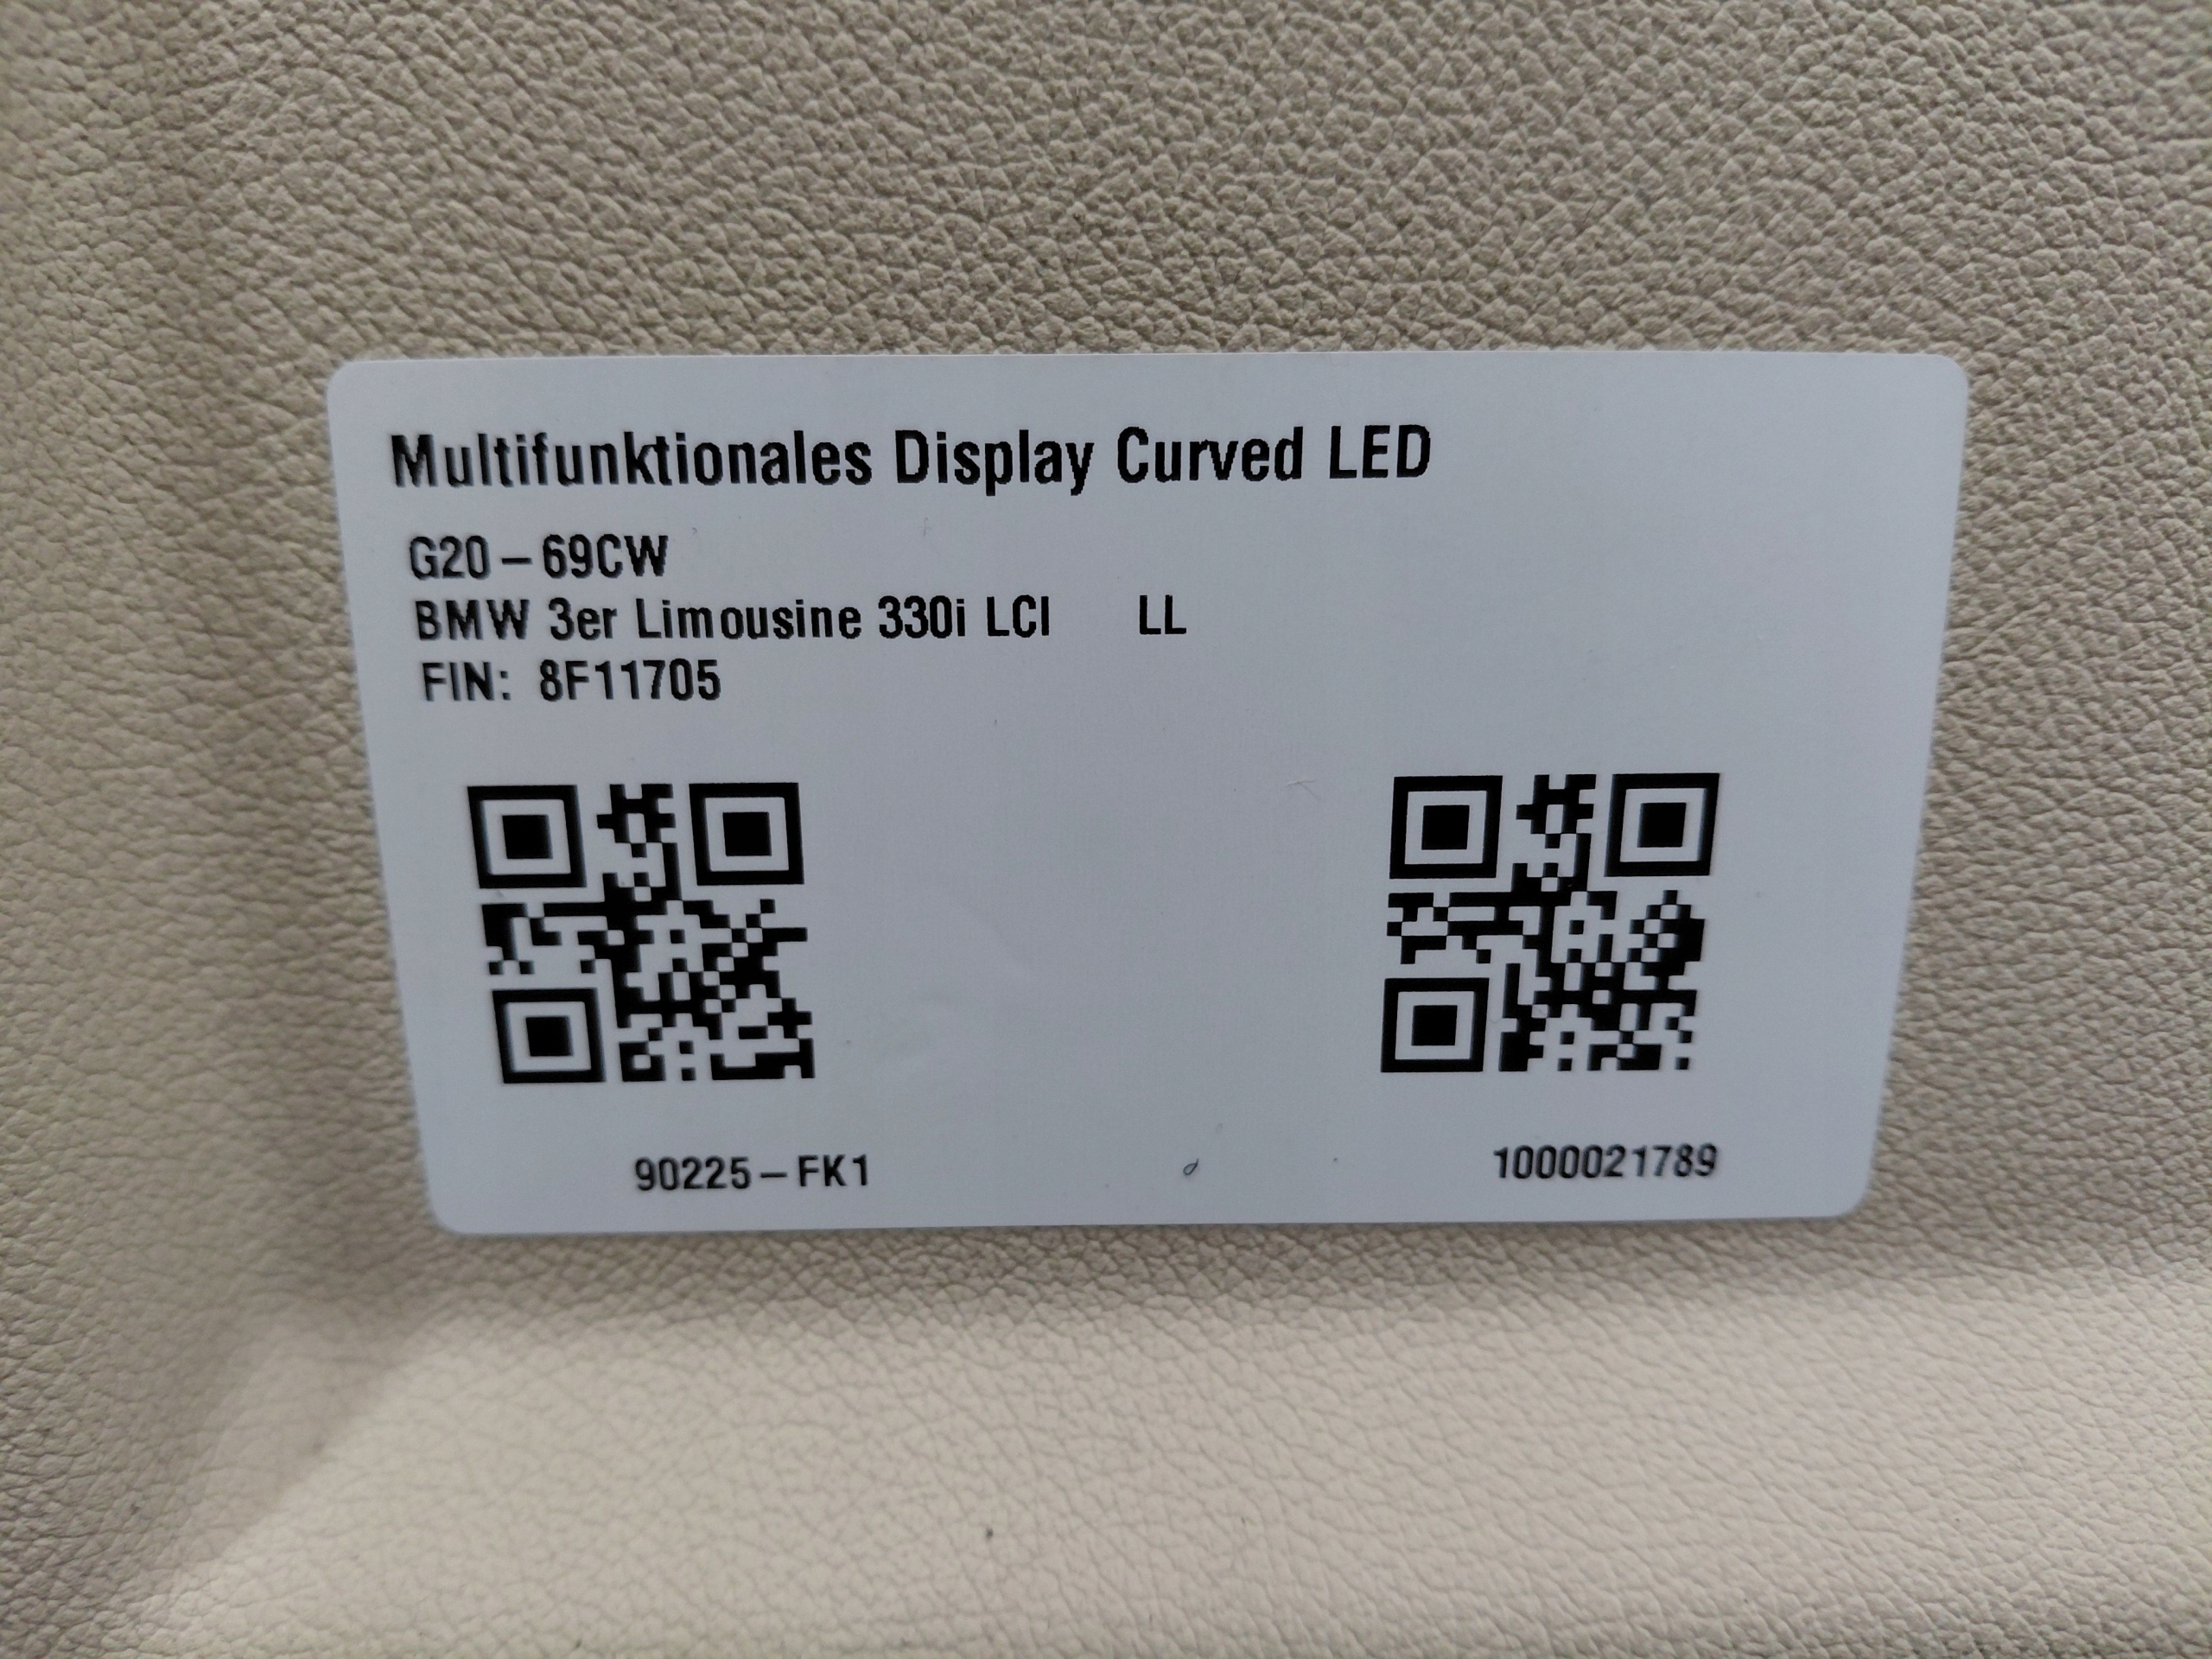 Multifunktionales Display Curved LED
G20-69CW
BMW 3er Limousine 330i LCI LL
FIN: 8F11705
90225-FK1
1000021789